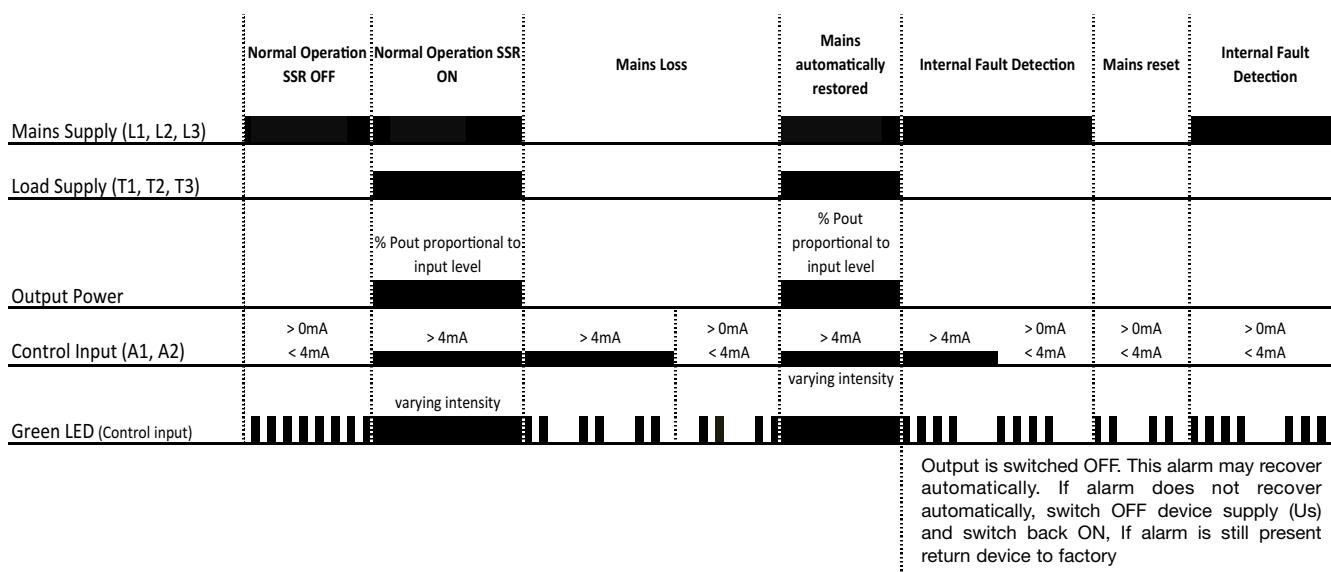 Normal Operation
SSR OFF
Normal Operation SSR
ON
Mains Loss
Mains
automatically
restored
Internal Fault Detection
Mains reset
Internal Fault
Detection
Mains Supply (L1, L2, L3)
Load Supply (T1, T2, T3)
% Pout proportional to
input level
% Pout
proportional to
input level
Output Power
Control Input (A1, A2)
> 0mA
< 4mA
> 4mA
> 4mA
> 0mA
< 4mA
> 4mA
> 4mA
> 0mA
< 4mA
> 0mA
< 4mA
> 0mA
< 4mA
varying intensity
varying intensity
Green LED (Control input)
Output is switched OFF. This alarm may recover
automatically. If alarm does not recover
automatically, switch OFF device supply (Us)
and switch back ON, If alarm is still present
return device to factory